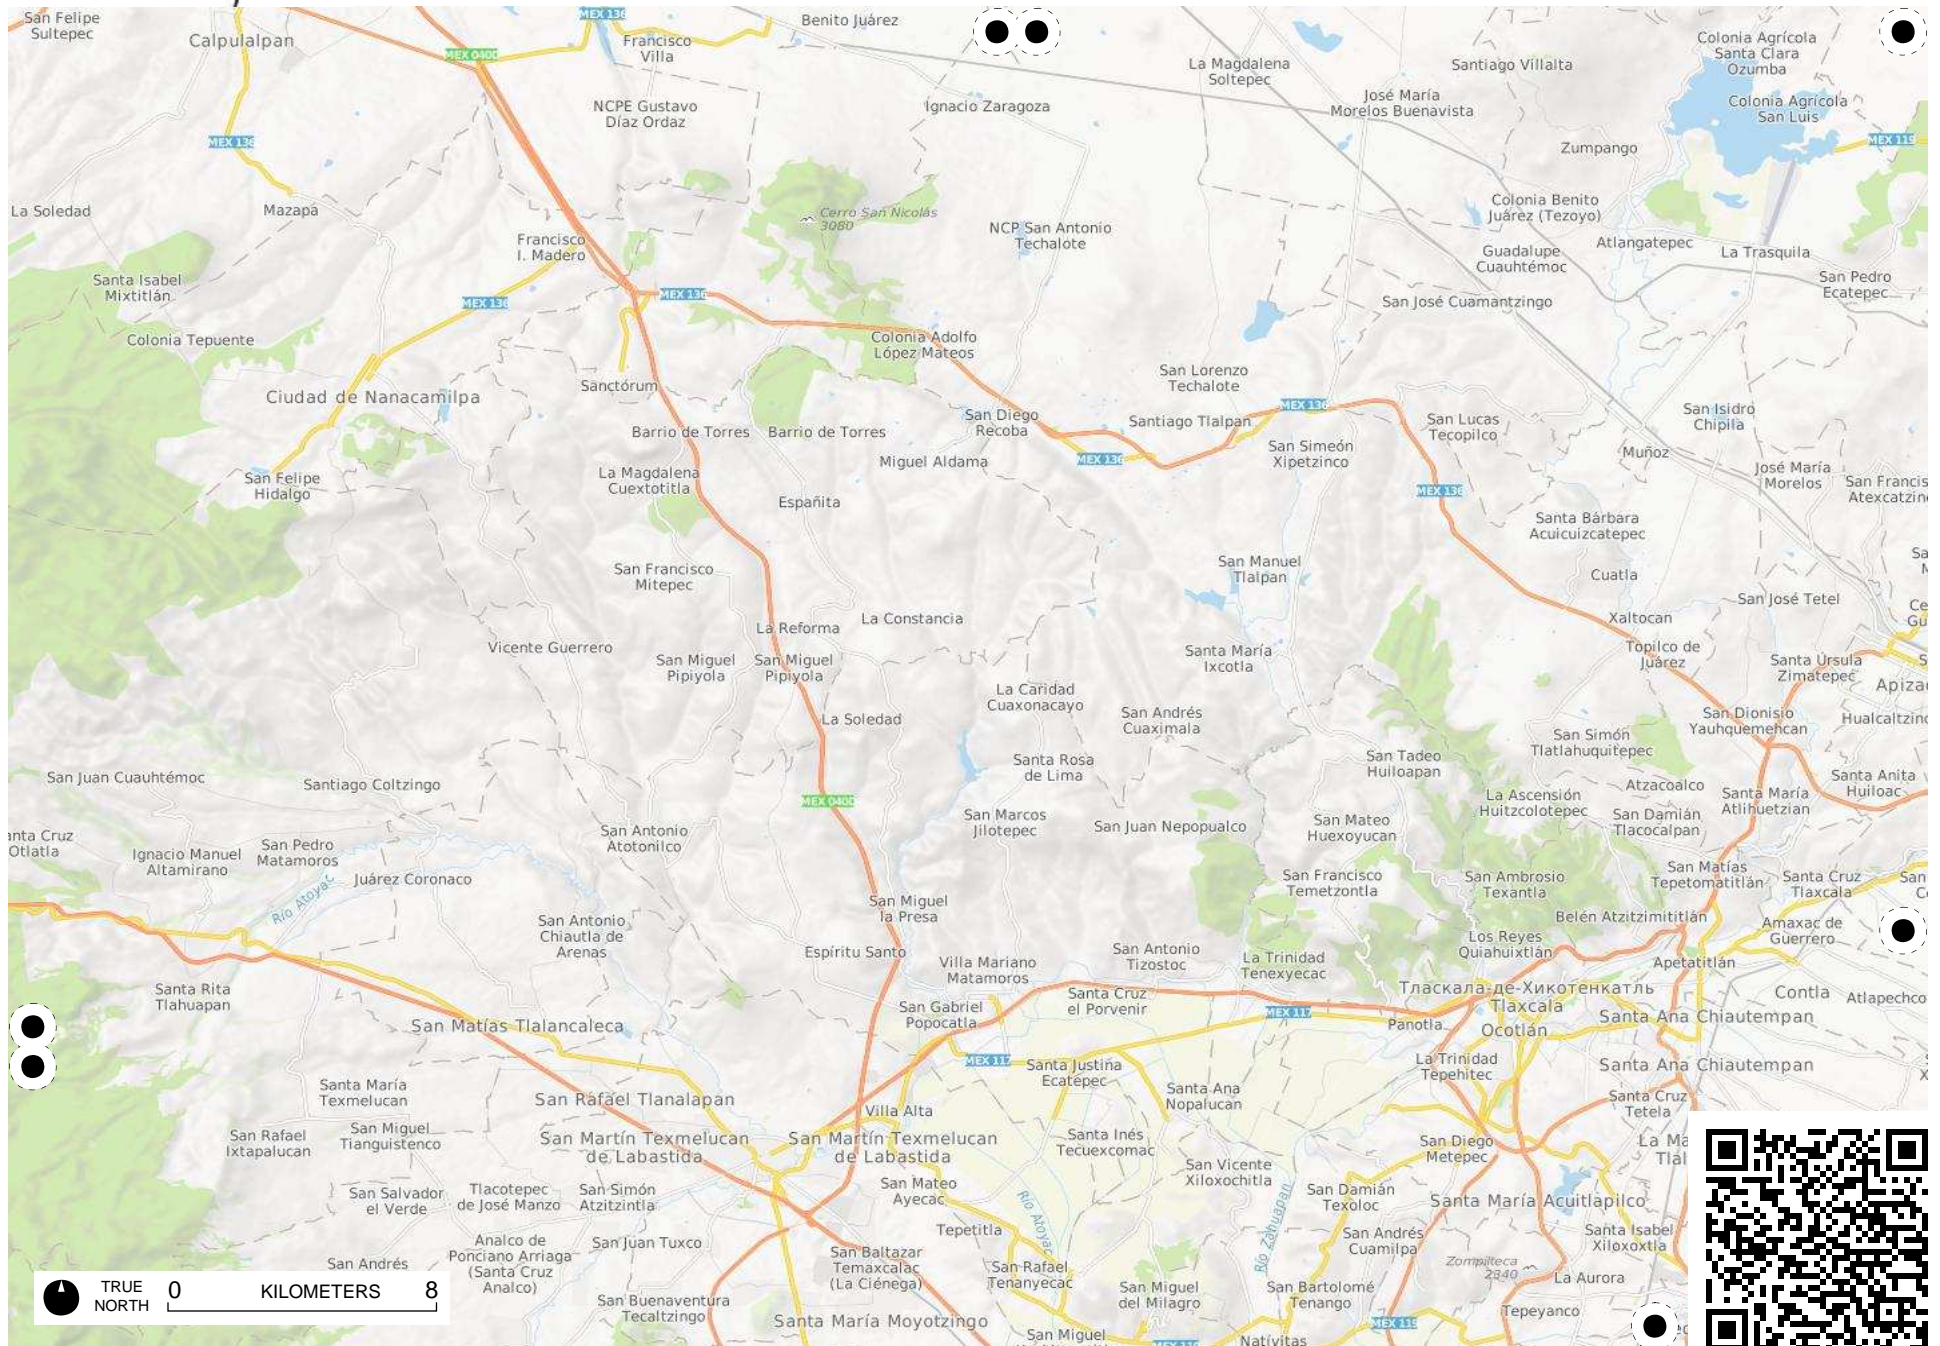 San Felipe
Sultepec
Calpulalpan
MEX 136
Benito Juárez
Francisco
Villa
MEX 040D
La Magdalena
Soltepec
Santiago Villalta
Colonia Agrícola
Santa Clara
Ozumba
NCPE Gustavo
Díaz Ordaz
Ignacio Zaragoza
José María
Morelos Buenavista
Colonia Agrícola
San Luis
MEX 136
Zumpango
MEX 119
La Soledad
Mazapa
Cerro San Nicolás
3080
NCP San Antonio
Techalote
Colonia Benito
Juárez (Tezoyo)
Francisco
I. Madero
Atlangatepec
La Trasquila
Guadalupe
Cuauhtémoc
Santa Isabel
Mixtitlán
San Pedro
Ecatepec
MEX 136
MEX 136
San José Cuamantzingo
Colonia Tepuente
Colonia Adolfo
López Mateos
Sanctórum
San Lorenzo
Techalote
Ciudad de Nanacamilpa
MEX 136
San Diego
Recoba
Santiago Tlalpan
San Lucas
Tecopilco
San Isidro
Chipila
Barrio de Torres
Barrio de Torres
San Simeón
Xipetzinco
Muñoz
Miguel Aldama
MEX 136
San Felipe
Hidalgo
La Magdalena
Cuextotitla
José María
Morelos
MEX 136
Españita
Santa Bárbara
Acuicuizcatepec
San Francisco
Mitepec
San Manuel
Tlalpan
Cuatla
San José Tetel
La Reforma
La Constancia
Xaltocan
Vicente Guerrero
San Miguel
Pipiyola
San Miguel
Pipiyola
Santa María
Ixcotla
Topilco de
Juárez
Santa Úrsula
Zimatepec
La Caridad
Cuaxonacayo
La Soledad
San Andrés
Cuaximala
San Dionisio
Yauhquemehcan
San Simón
Tlatlahuquitepec
San Juan Cuauhtémoc
Santiago Coltzingo
Santa Rosa
de Lima
San Tadeo
Huiloapan
Atzacoalco
Santa Anita
Huiloac
MEX 040D
La Ascensión
Huitzcolotepec
Santa María
Atlihuetzian
San Antonio
Atotonilco
San Marcos
Jilotepec
San Juan Nepopualco
San Mateo
Huexoyucan
San Damián
Tlacocalpan
Otlatla
Ignacio Manuel
Altamirano
San Pedro
Matamoros
Juárez Coronaco
San Francisco
Temetzontla
San Ambrosio
Texantla
San Matías
Tepetomatitlán
Santa Cruz
Tlaxcala
Río Atoyac
San Miguel
la Presa
Belén Atzitzimititlán
San Antonio
Chiautla de
Arenas
Amaxac de
Guerrero
Espíritu Santo
Villa Mariano
Matamoros
San Antonio
Tizostoc
La Trinidad
Tenexyecac
Los Reyes
Quiahuixtlán
Apetatitlán
Santa Rita
Tlahuapan
San Gabriel
Popocatla
Santa Cruz
el Porvenir
Тласкала-де-Хикотенкатль
Tlaxcala
Contla
Atlapechco
San Matías Tlalancaleca
MEX 117
Panotla
Ocotlán
Santa Ana Chiautempan
MEX 117
Santa Justina
Ecatepec
La Trinidad
Tepehitec
Santa Ana Chiautempan
Santa María
Texmelucan
San Rafael Tlanalapan
Santa Ana
Nopalucan
Santa Cruz
Tetela
Villa Alta
San Rafael
Ixtapalucan
San Miguel
Tianguistenco
San Martín Texmelucan
de Labastida
San Martín Texmelucan
de Labastida
Santa Inés
Tecuexcomac
San Diego
Metepec
San Vicente
Xiloxochitla
San Salvador
el Verde
Tlacotepec
de José Manzo
San Simón
Atzitzintla
San Mateo
Ayecac
San Damián
Texoloc
Santa María Acuitlapilco
Río Atoyac
Río Zahuapan
Tepetitla
San Andrés
Cuamilpa
Santa Isabel
Xiloxoxtla
Analco de
Ponciano Arriaga
(Santa Cruz
Analco)
San Juan Tuxco
San Baltazar
Temaxcalac
(La Ciénega)
San Andrés
San Rafael
Tenanyecac
Zompitteca
2340
La Aurora
San Miguel
del Milagro
San Bartolomé
Tenango
TRUE
NORTH
0 KILOMETERS 8
San Buenaventura
Tecaltzingo
Santa María Moyotzingo
San Miguel
Natívitas
MEX 119
Tepeyanco